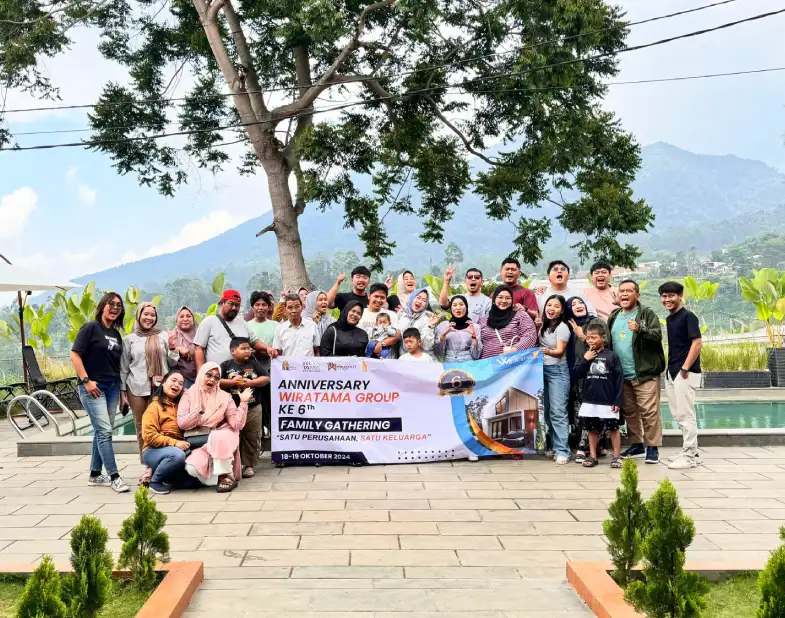 ANNIVERSARY
WIRATAMA GROUP
KE 6th
FAMILY GATHERING
"SATU PERUSAHAAN, SATU KELUARGA"
18-19 OKTOBER 2024